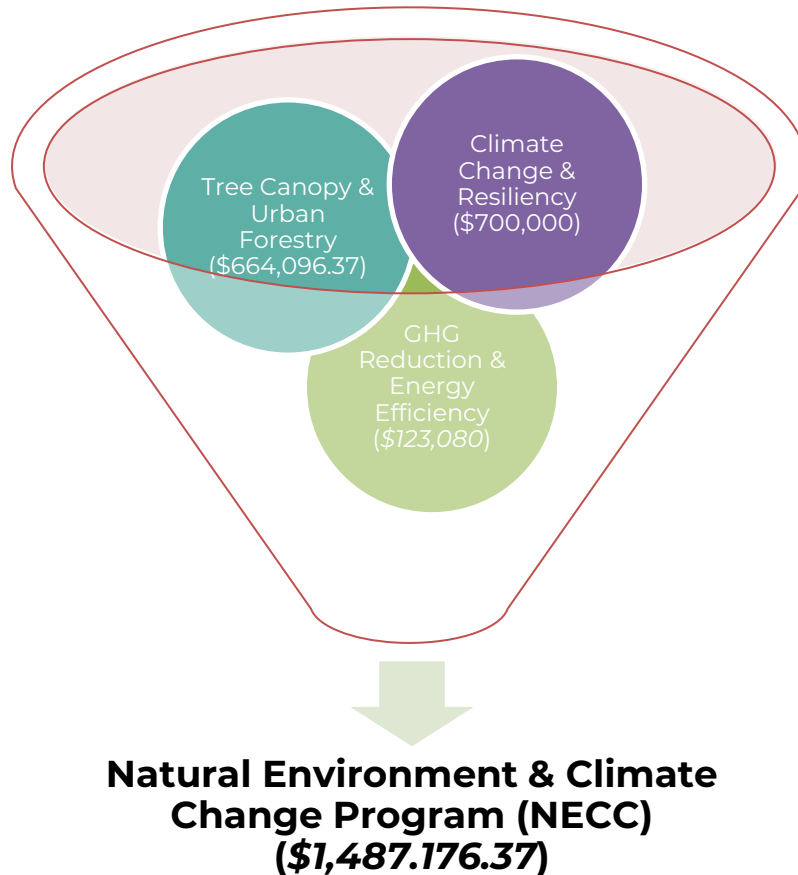 Tree Canopy &
Urban
Forestry
($664,096.37)
Climate
Change &
Resiliency
($700,000)
GHG
Reduction &
Energy
Efficiency
($123,080)
Natural Environment & Climate
Change Program (NECC)
($1,487.176.37)